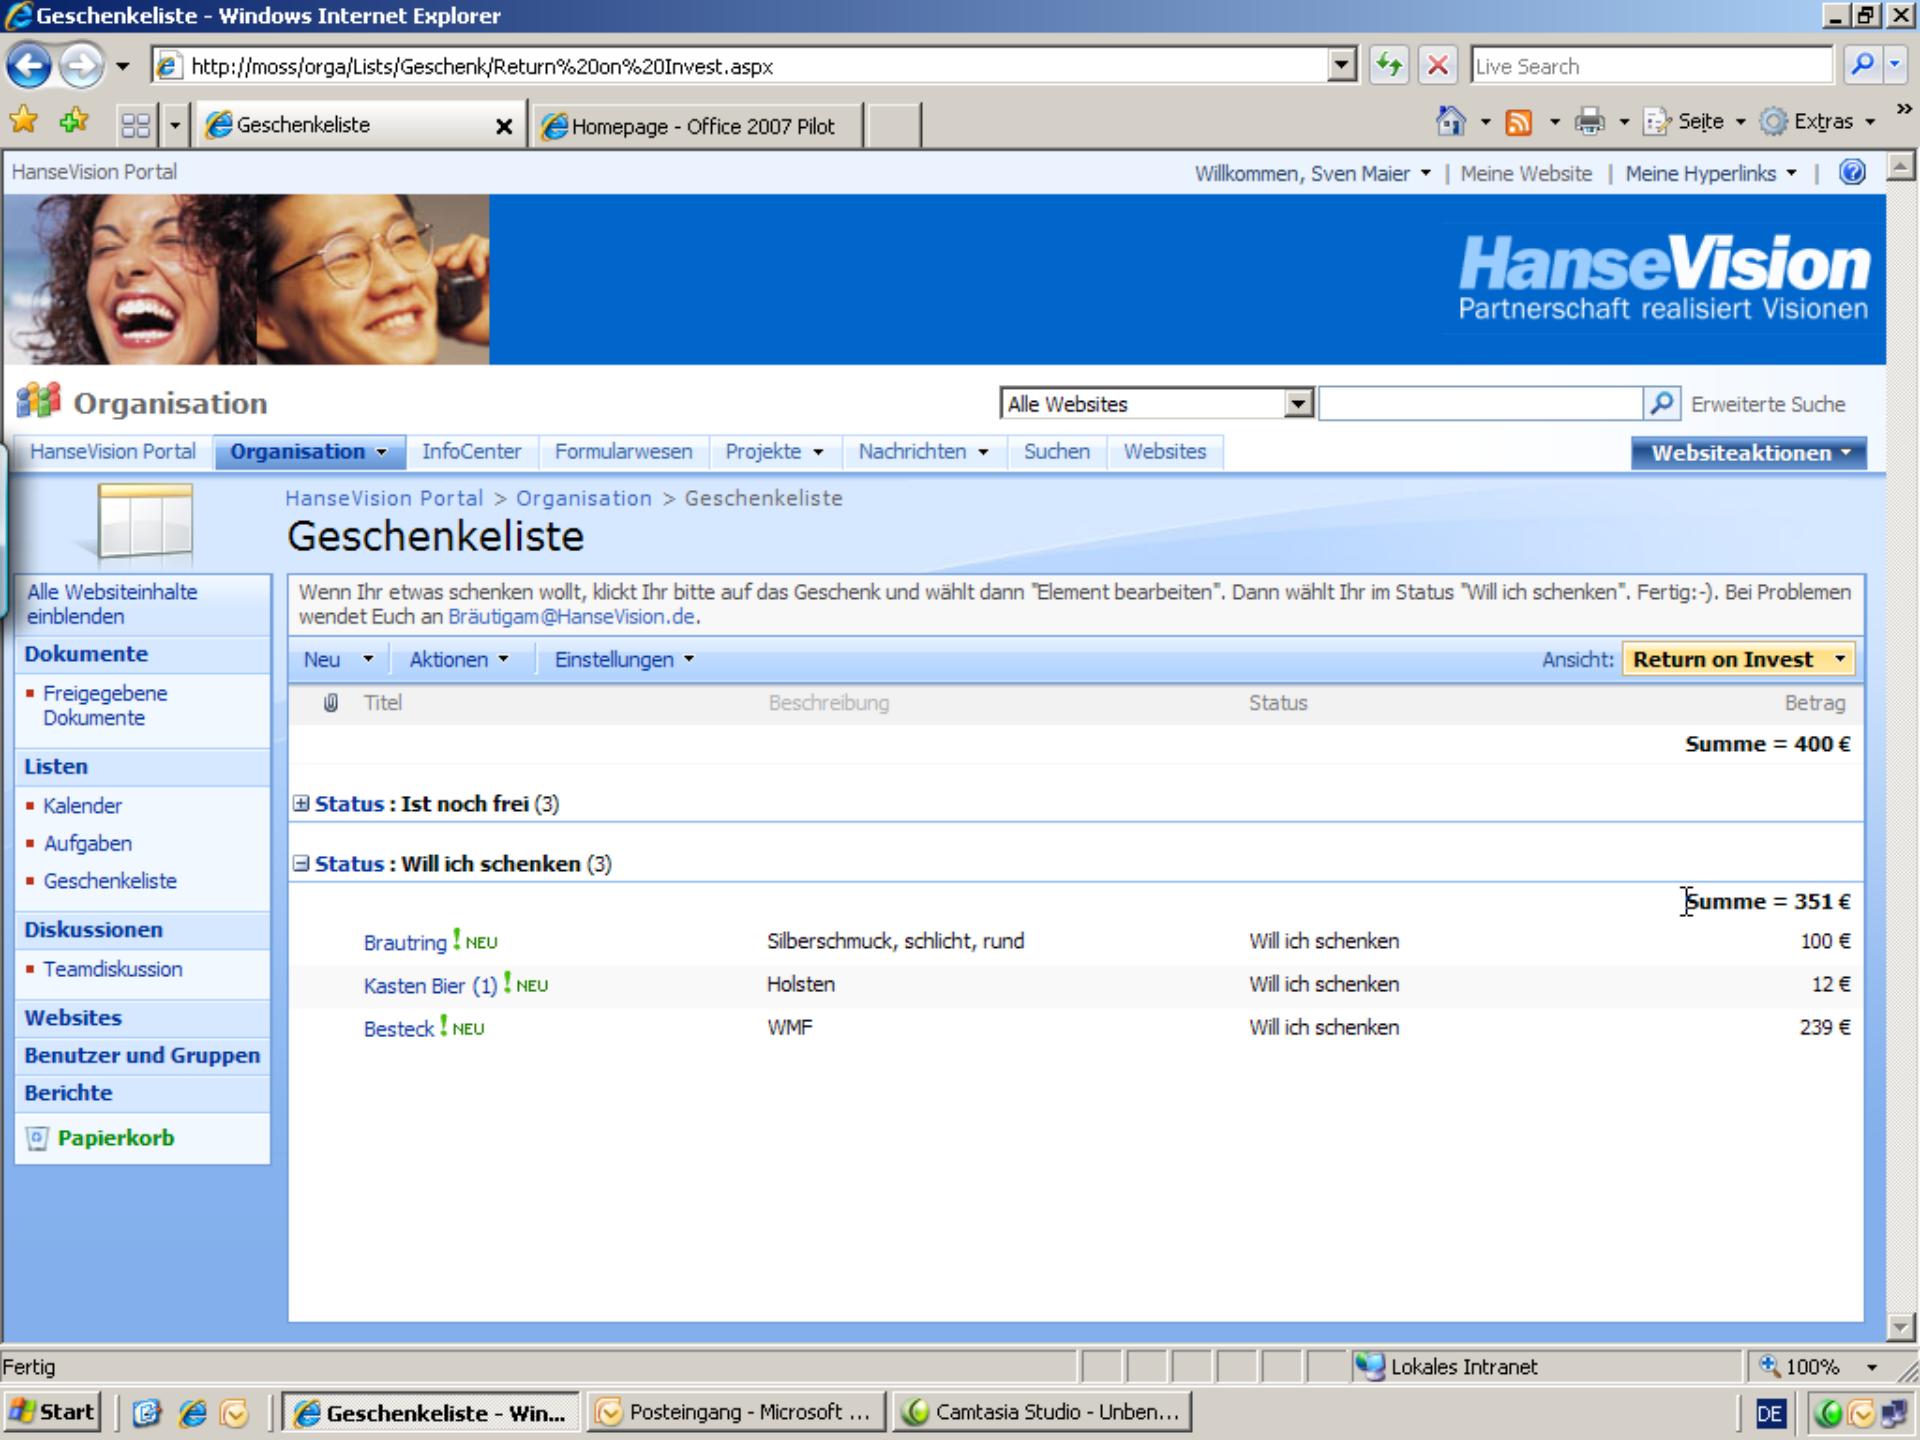 Geschenkeliste - Windows Internet Explorer
http://moss/orga/Lists/Geschenk/Return%20on%20Invest.aspx
Live Search
Geschenkeliste
Homepage - Office 2007 Pilot
Seite
Extras
»
HanseVision Portal
Willkommen, Sven Maier | Meine Website | Meine Hyperlinks |
HanseVision
Partnerschaft realisiert Visionen
Organisation
Alle Websites
Erweiterte Suche
HanseVision Portal
Organisation
InfoCenter
Formularwesen
Projekte
Nachrichten
Suchen
Websites
Websiteaktionen
HanseVision Portal > Organisation > Geschenkeliste
Geschenkeliste
Alle Websiteinhalte
einblenden
Dokumente
Freigegebene
Dokumente
Listen
Kalender
Aufgaben
Geschenkeliste
Diskussionen
Teamdiskussion
Websites
Benutzer und Gruppen
Berichte
Papierkorb
Wenn Ihr etwas schenken wollt, klickt Ihr bitte auf das Geschenk und wählt dann "Element bearbeiten". Dann wählt Ihr im Status "Will ich schenken". Fertig:-). Bei Problemen
wendet Euch an Bräutigam@HanseVision.de.
Neu
Aktionen
Einstellungen
Ansicht: Return on Invest
Titel Beschreibung Status Betrag
Summe = 400 €
Status : Ist noch frei (3)
Status : Will ich schenken (3)
Summe = 351 €
Brautring ! NEU Silberschmuck, schlicht, rund Will ich schenken 100 €
Kasten Bier (1) ! NEU Holsten Will ich schenken 12 €
Besteck ! NEU WMF Will ich schenken 239 €
Fertig
Lokales Intranet
100%
Start
Geschenkeliste - Win...
Posteingang - Microsoft ...
Camtasia Studio - Unben...
DE